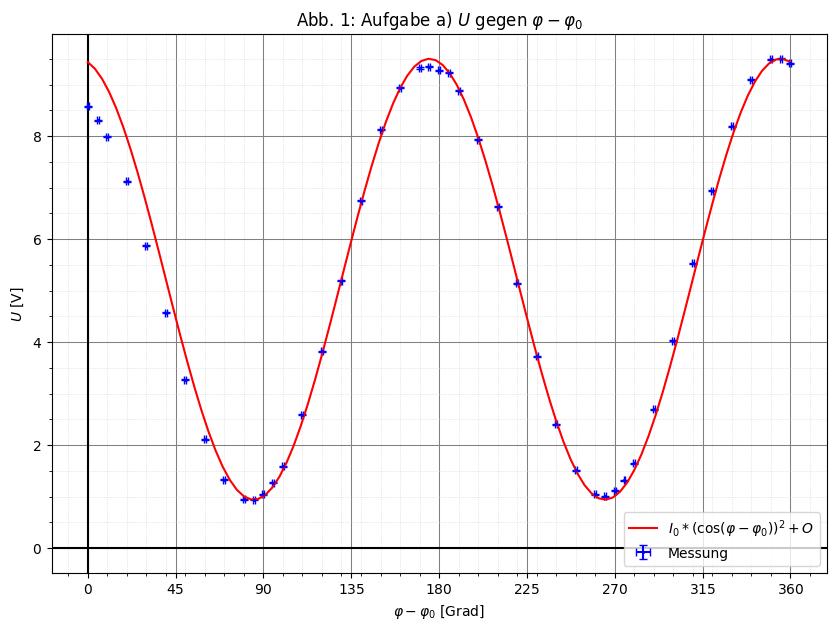 Abb. 1: Aufgabe a) U gegen φ − φ₀
U [V]
8
6
4
2
0
I₀ * (cos(φ − φ₀))² + O
Messung
0 45 90 135 180 225 270 315 360
φ − φ₀ [Grad]